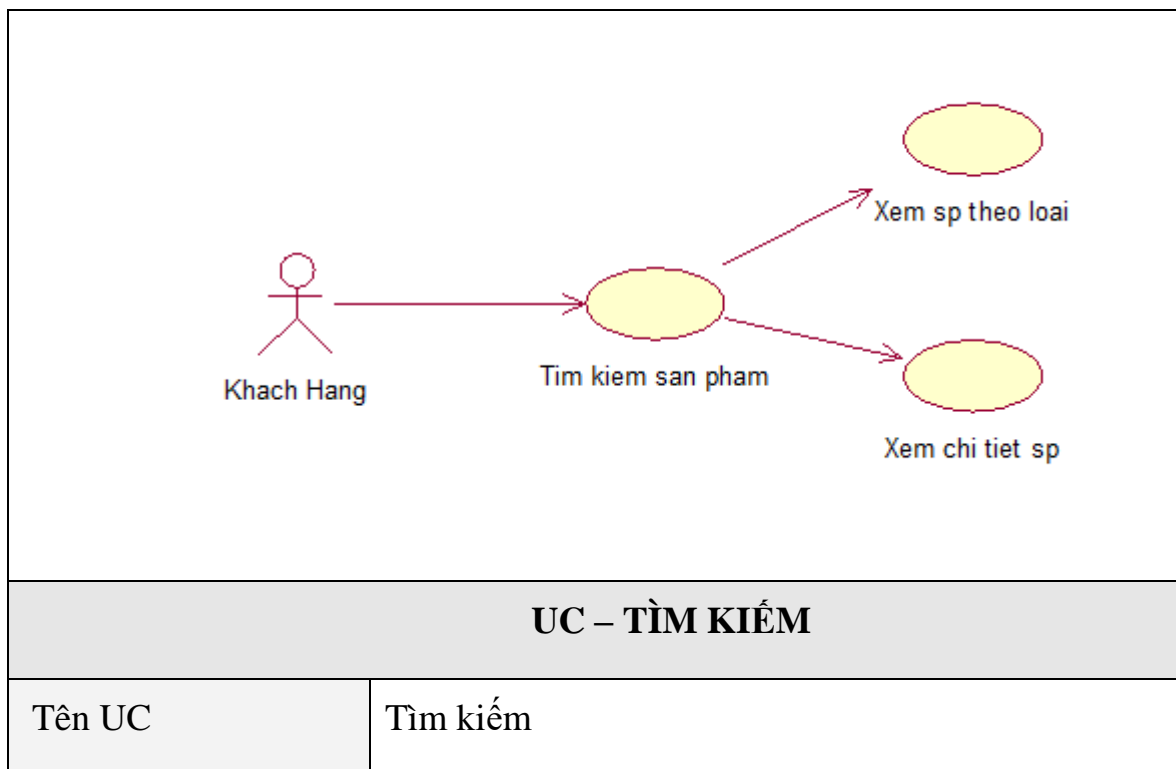 Xem sp theo loai
Khach Hang
Tim kiem san pham
Xem chi tiet sp
UC – TÌM KIẾM
Tên UC
Tìm kiếm